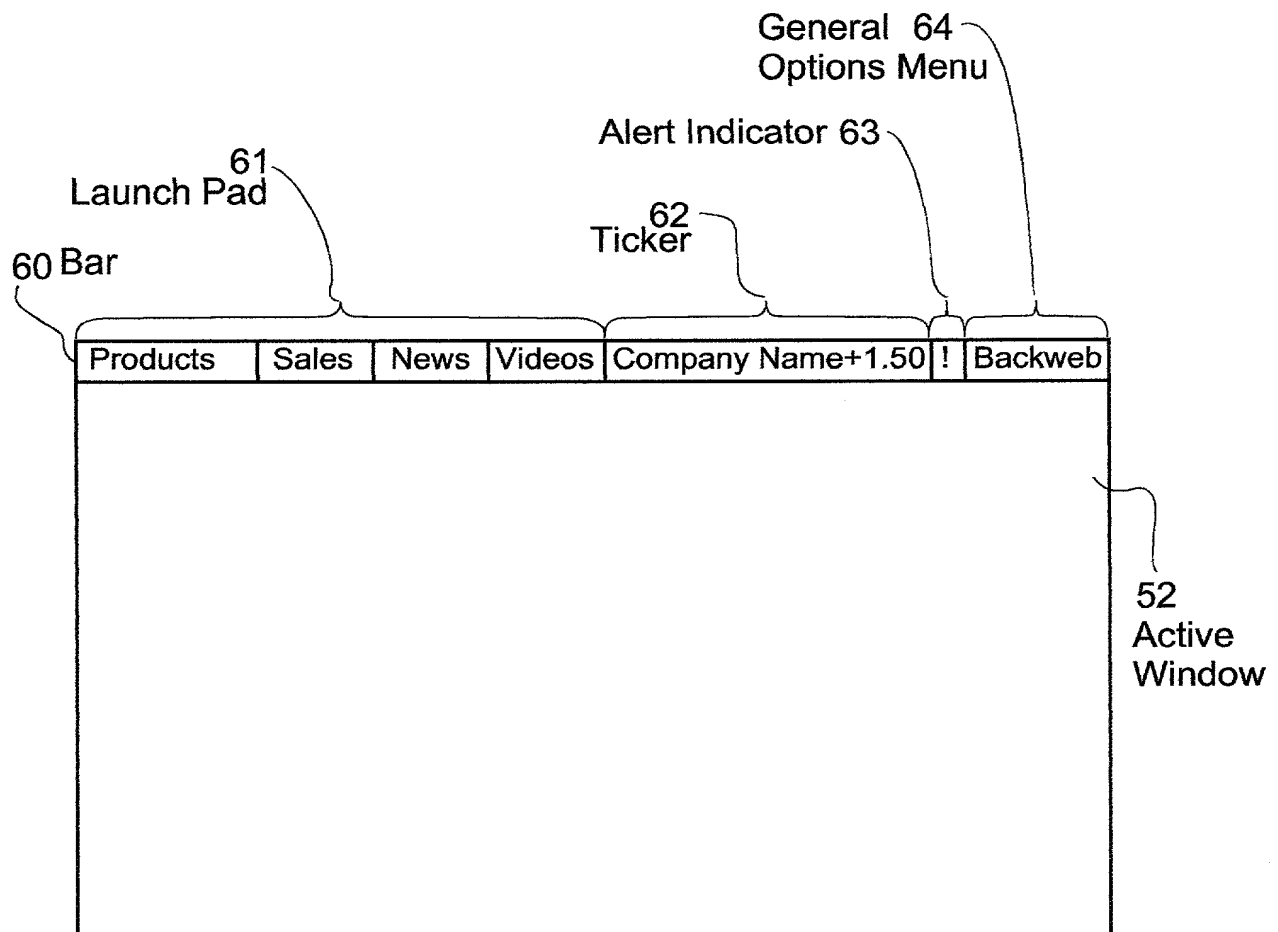 General 64
Options Menu
Alert Indicator 63
61
Launch Pad
62
Ticker
60 Bar
Products Sales News Videos Company Name+1.50 ! Backweb
52
Active
Window